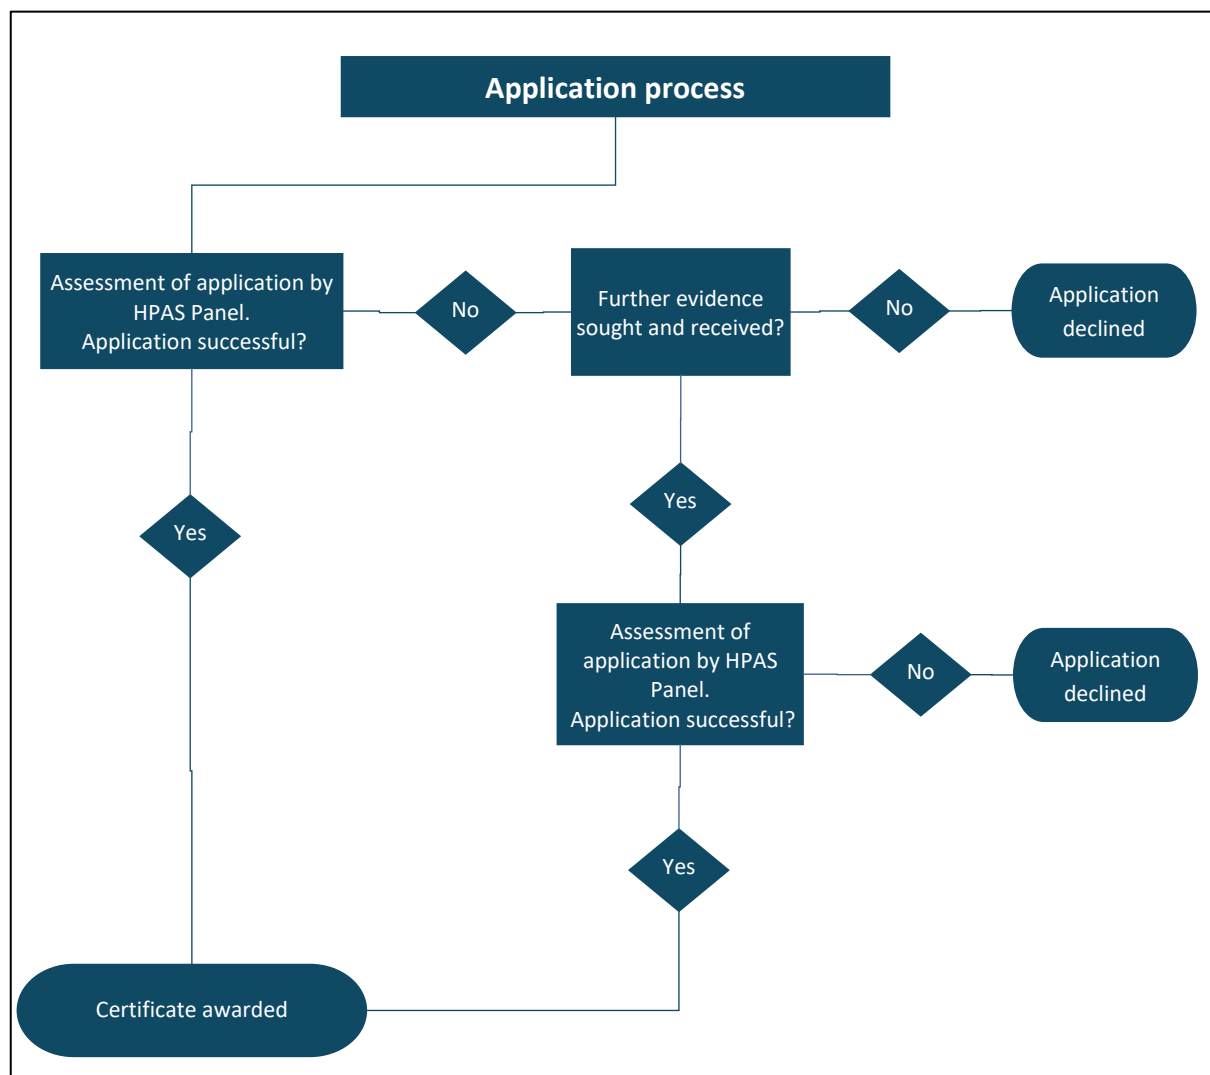 Application process
Assessment of application by
HPAS Panel.
Application successful?
No
Further evidence
sought and received?
No
Application
declined
Yes
Yes
Assessment of
application by HPAS
Panel.
Application successful?
No
Application
declined
Yes
Certificate awarded